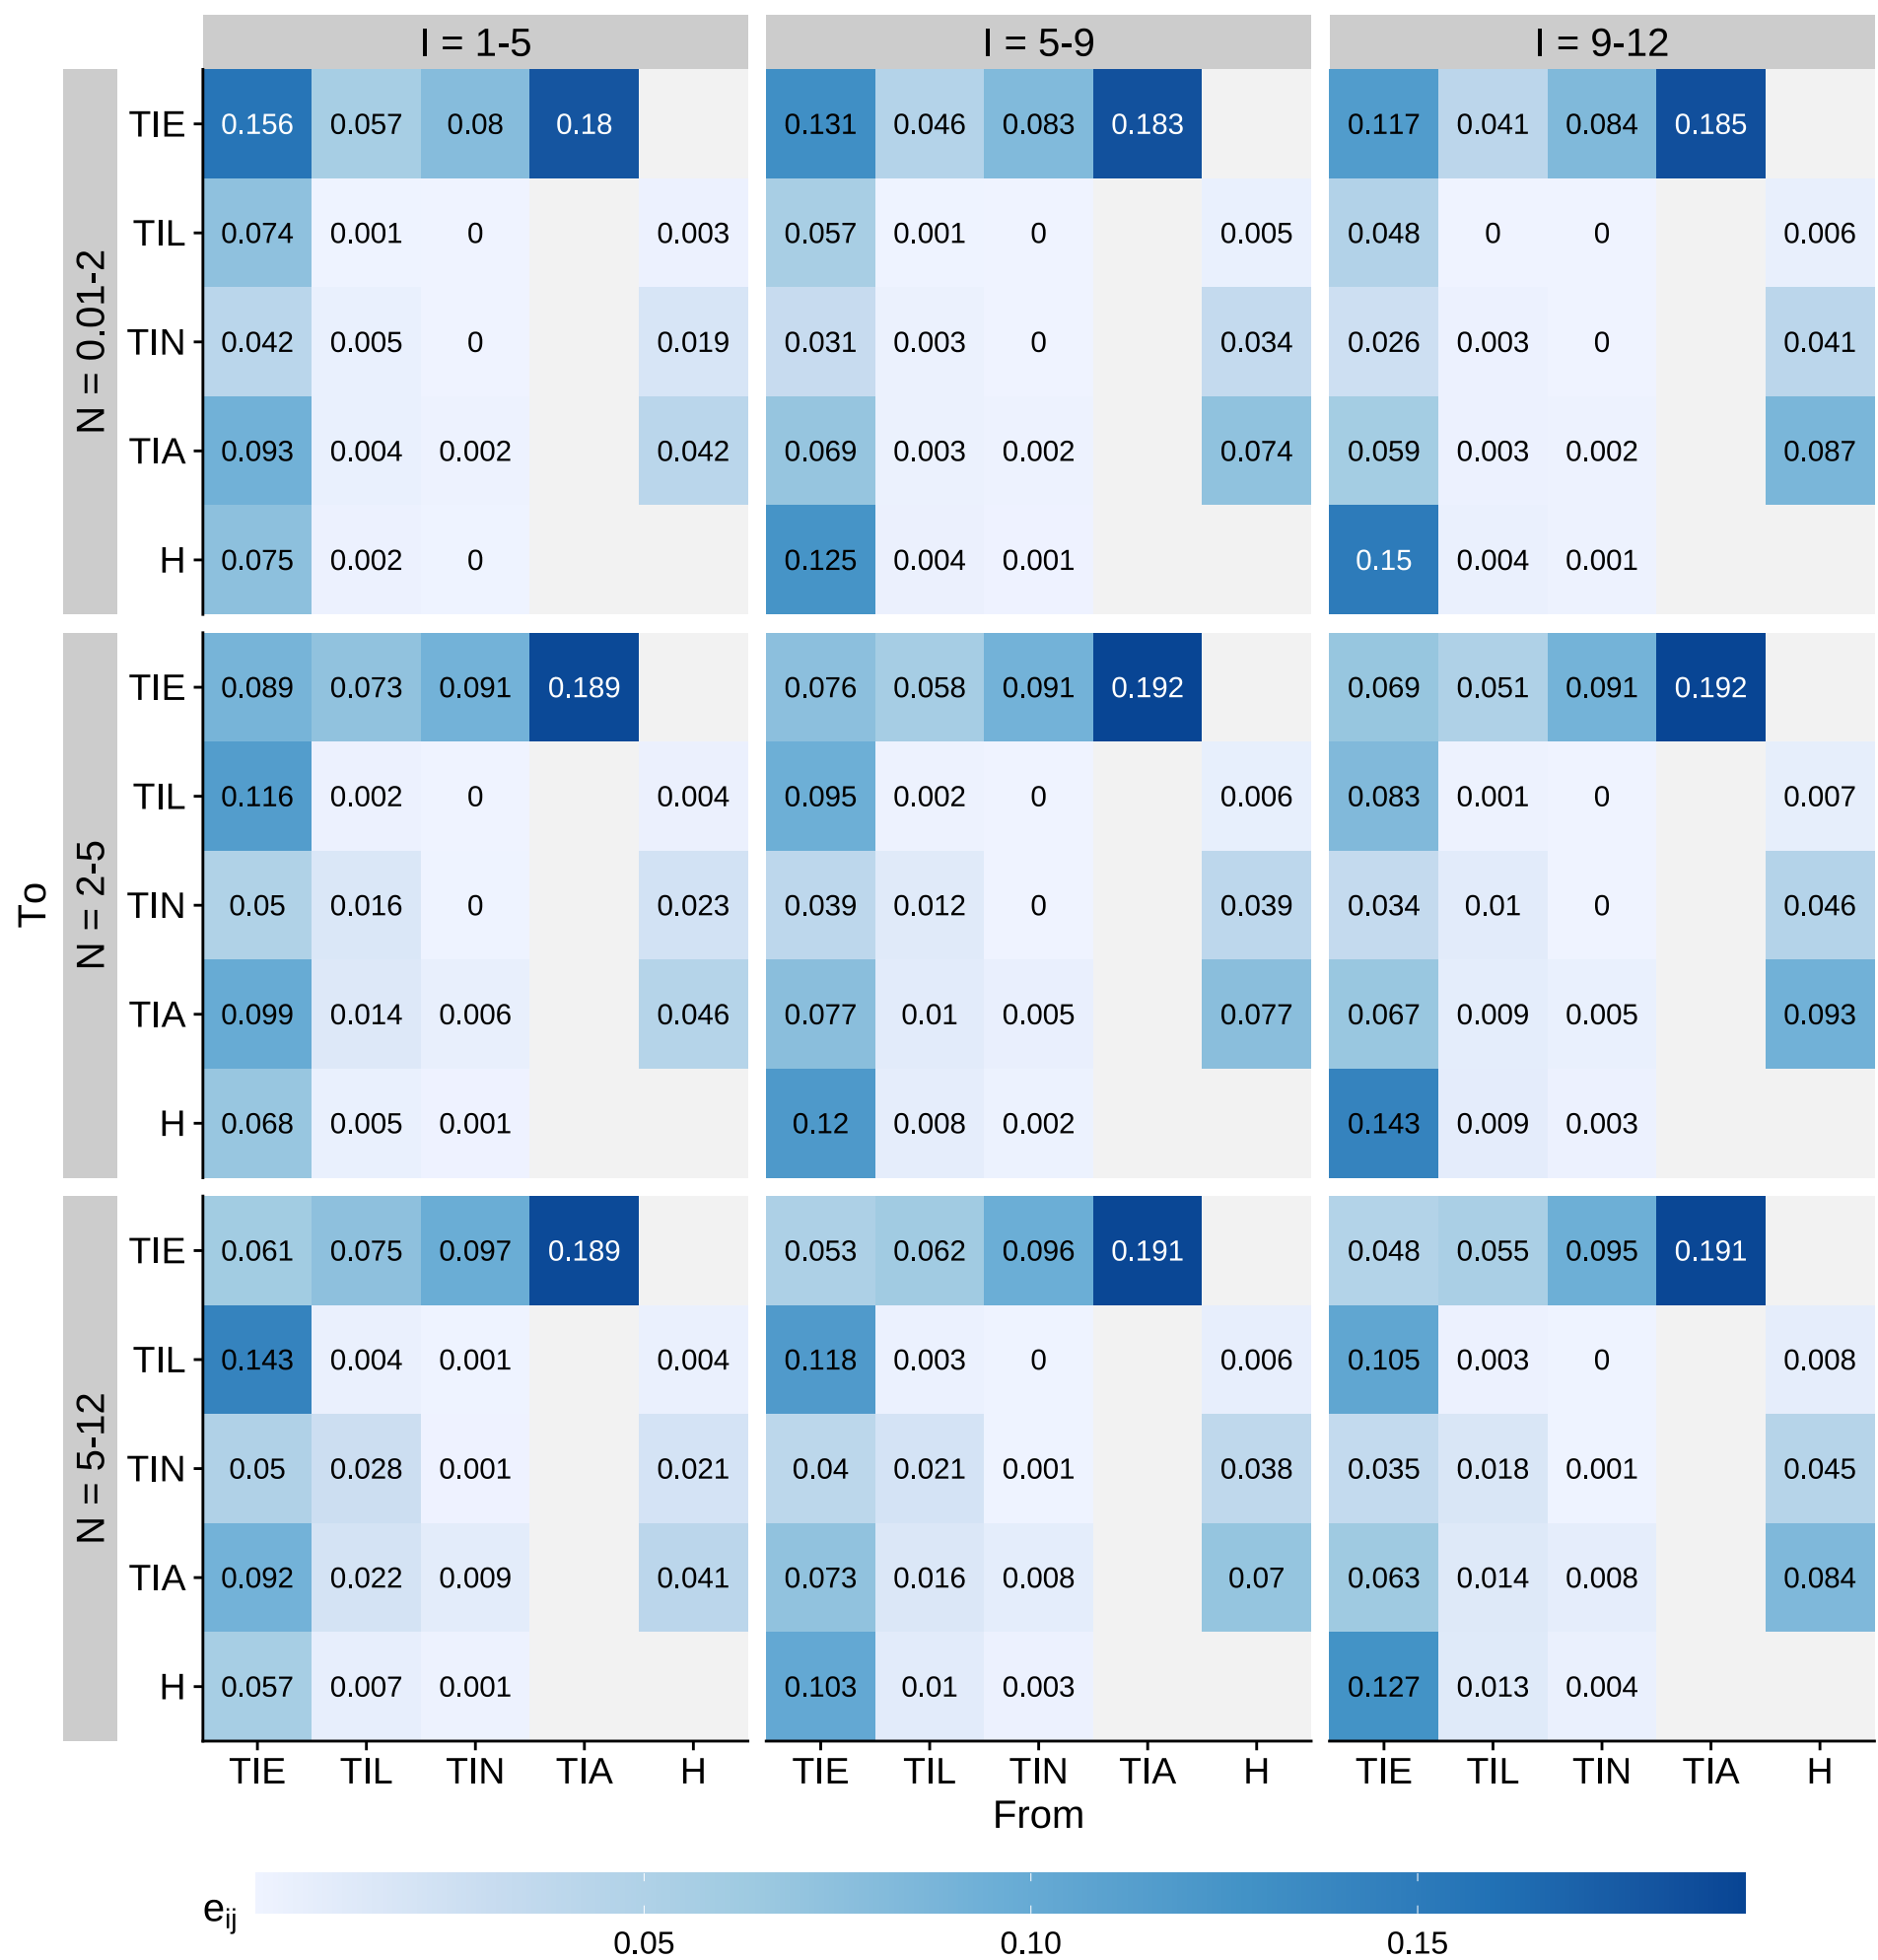 I = 1-5 I = 5-9 I = 9-12
N = 0.01-2
TIE 0.156 0.057 0.08 0.18 0.131 0.046 0.083 0.183 0.117 0.041 0.084 0.185
TIL 0.074 0.001 0 0.003 0.057 0.001 0 0.005 0.048 0 0 0.006
TIN 0.042 0.005 0 0.019 0.031 0.003 0 0.034 0.026 0.003 0 0.041
TIA 0.093 0.004 0.002 0.042 0.069 0.003 0.002 0.074 0.059 0.003 0.002 0.087
H 0.075 0.002 0 0.125 0.004 0.001 0.15 0.004 0.001
To
N = 2-5
TIE 0.089 0.073 0.091 0.189 0.076 0.058 0.091 0.192 0.069 0.051 0.091 0.192
TIL 0.116 0.002 0 0.004 0.095 0.002 0 0.006 0.083 0.001 0 0.007
TIN 0.05 0.016 0 0.023 0.039 0.012 0 0.039 0.034 0.01 0 0.046
TIA 0.099 0.014 0.006 0.046 0.077 0.01 0.005 0.077 0.067 0.009 0.005 0.093
H 0.068 0.005 0.001 0.12 0.008 0.002 0.143 0.009 0.003
N = 5-12
TIE 0.061 0.075 0.097 0.189 0.053 0.062 0.096 0.191 0.048 0.055 0.095 0.191
TIL 0.143 0.004 0.001 0.004 0.118 0.003 0 0.006 0.105 0.003 0 0.008
TIN 0.05 0.028 0.001 0.021 0.04 0.021 0.001 0.038 0.035 0.018 0.001 0.045
TIA 0.092 0.022 0.009 0.041 0.073 0.016 0.008 0.07 0.063 0.014 0.008 0.084
H 0.057 0.007 0.001 0.103 0.01 0.003 0.127 0.013 0.004
TIE TIL TIN TIA H TIE TIL TIN TIA H TIE TIL TIN TIA H
From
eij
0.05 0.10 0.15